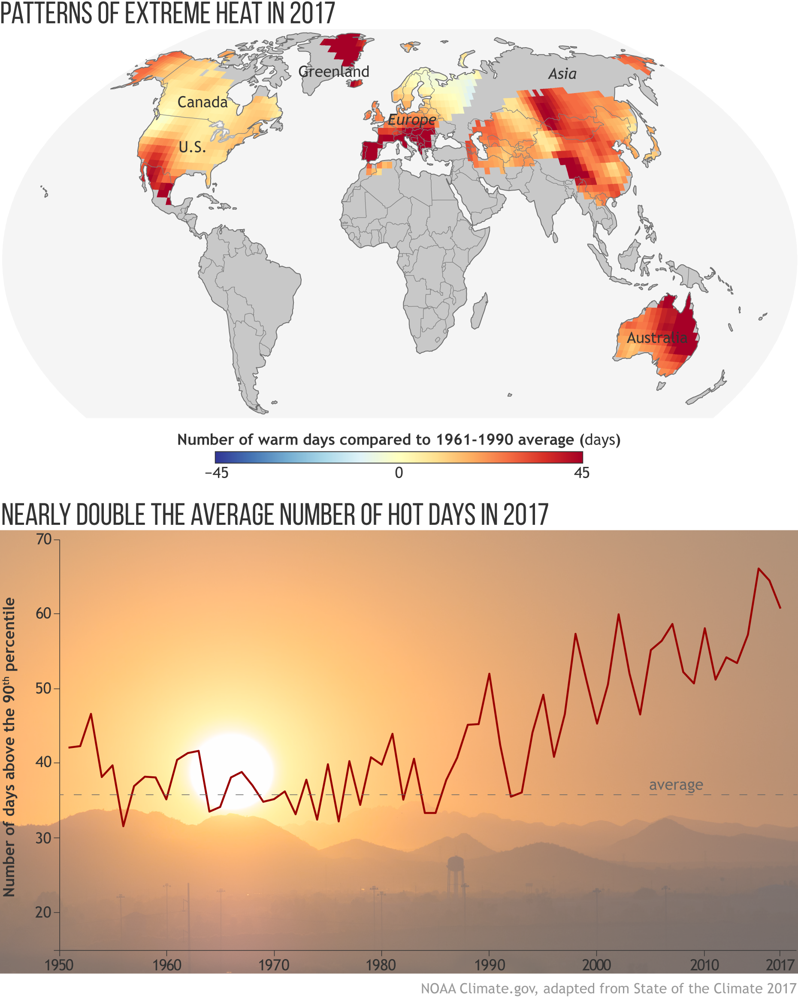 PATTERNS OF EXTREME HEAT IN 2017
Greenland
Asia
Canada
Europe
U.S.
Australia
Number of warm days compared to 1961-1990 average (days)
−45 0 45
NEARLY DOUBLE THE AVERAGE NUMBER OF HOT DAYS IN 2017
Number of days above the 90th percentile
70
60
50
40
30
20
average
1950 1960 1970 1980 1990 2000 2010 2017
NOAA Climate.gov, adapted from State of the Climate 2017